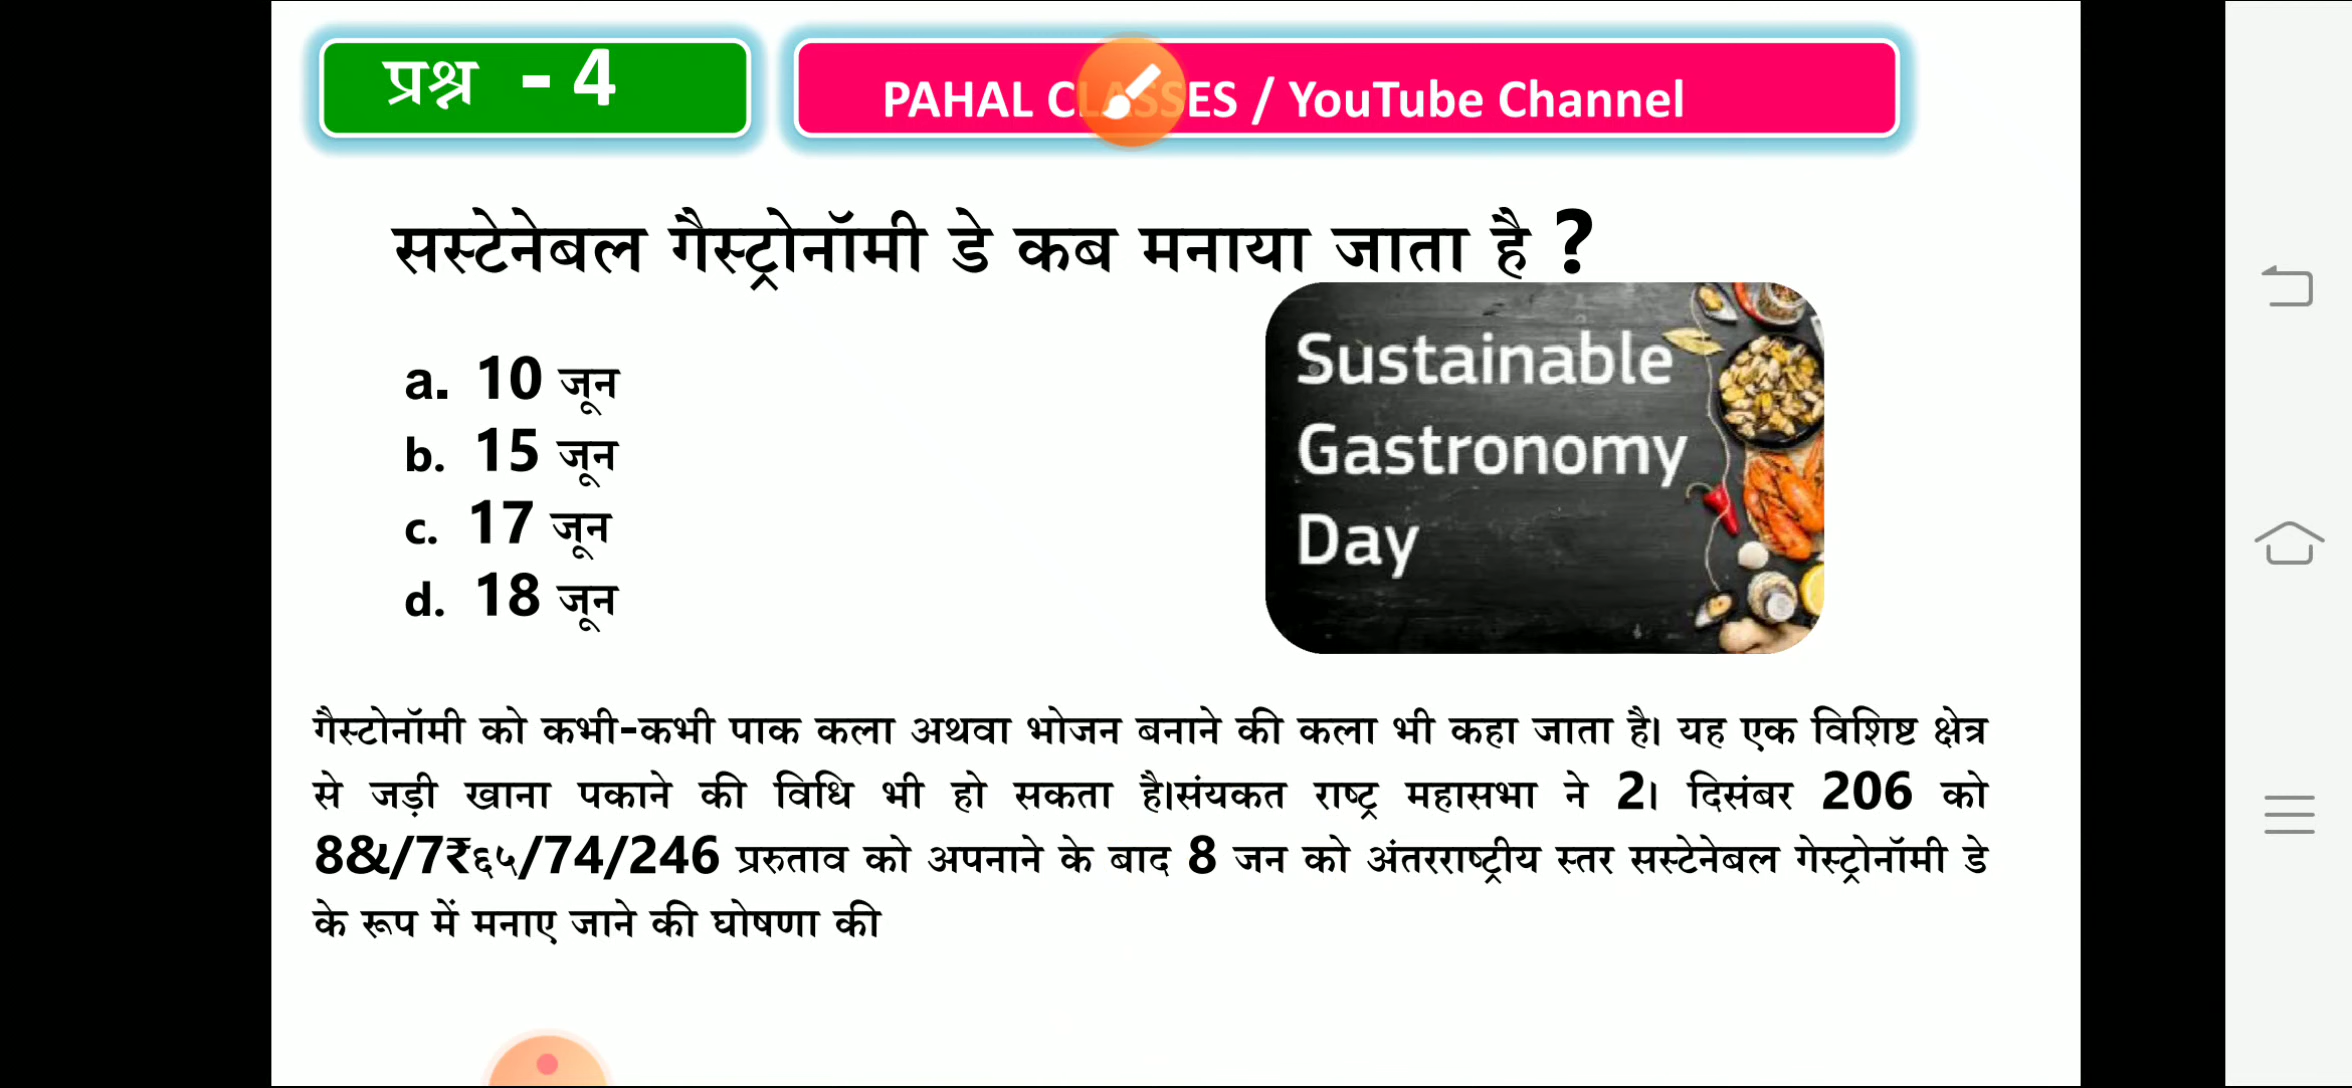 प्रश्न - 4
PAHAL CLASSES / YouTube Channel
सस्टेनेबल गैस्ट्रोनॉमी डे कब मनाया जाता है ?
a. 10 जून
b. 15 जून
c. 17 जून
d. 18 जून
Sustainable
Gastronomy
Day
गैस्टोनॉमी को कभी-कभी पाक कला अथवा भोजन बनाने की कला भी कहा जाता है। यह एक विशिष्ट क्षेत्र
से जड़ी खाना पकाने की विधि भी हो सकता है।संयकत राष्ट्र महासभा ने 2। दिसंबर 206 को
8&/7₹६५/74/246 प्ररुताव को अपनाने के बाद 8 जन को अंतरराष्ट्रीय स्तर सस्टेनेबल गेस्ट्रोनॉमी डे
के रूप में मनाए जाने की घोषणा की